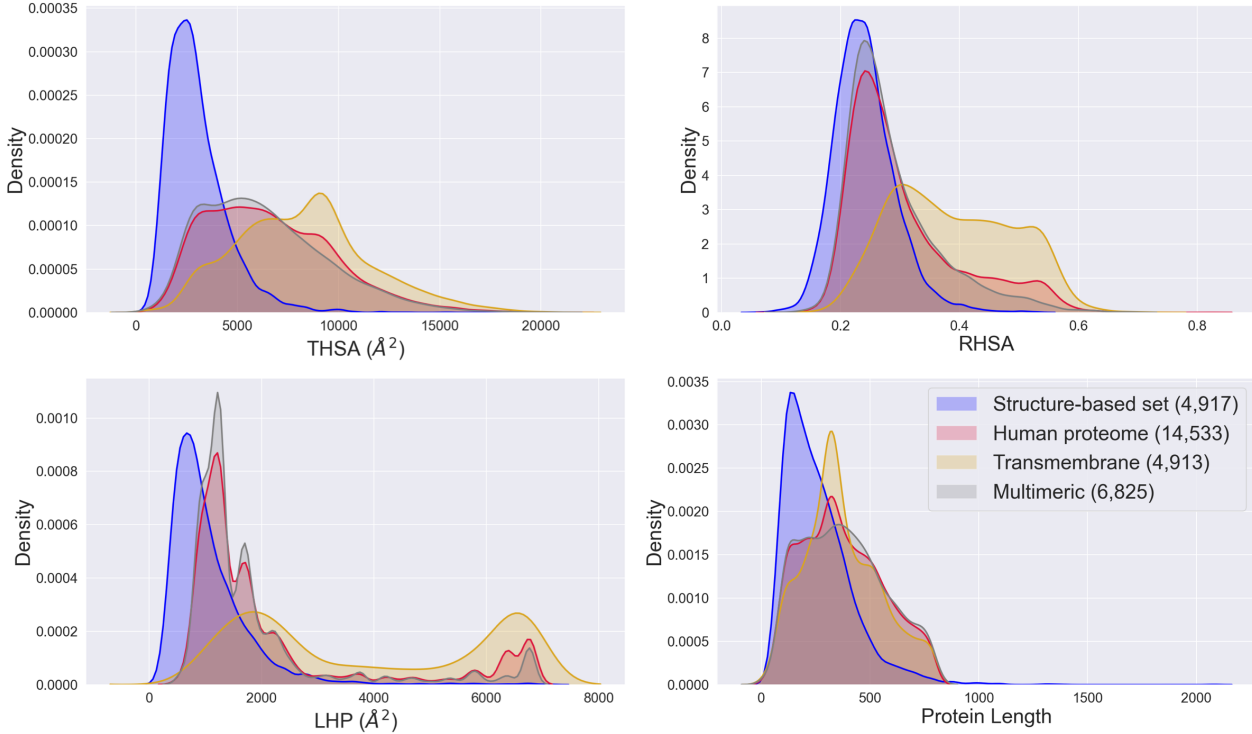 0.00035
0.00030
0.00025
0.00020
0.00015
0.00010
0.00005
0.00000
Density
0 5000 10000 15000 20000
THSA (Å²)
8
7
6
5
4
3
2
1
0
Density
0.0 0.2 0.4 0.6 0.8
RHSA
0.0010
0.0008
0.0006
0.0004
0.0002
0.0000
Density
0 2000 4000 6000 8000
LHP (Å²)
0.0035
0.0030
0.0025
0.0020
0.0015
0.0010
0.0005
0.0000
Density
Structure-based set (4,917)
Human proteome (14,533)
Transmembrane (4,913)
Multimeric (6,825)
0 500 1000 1500 2000
Protein Length